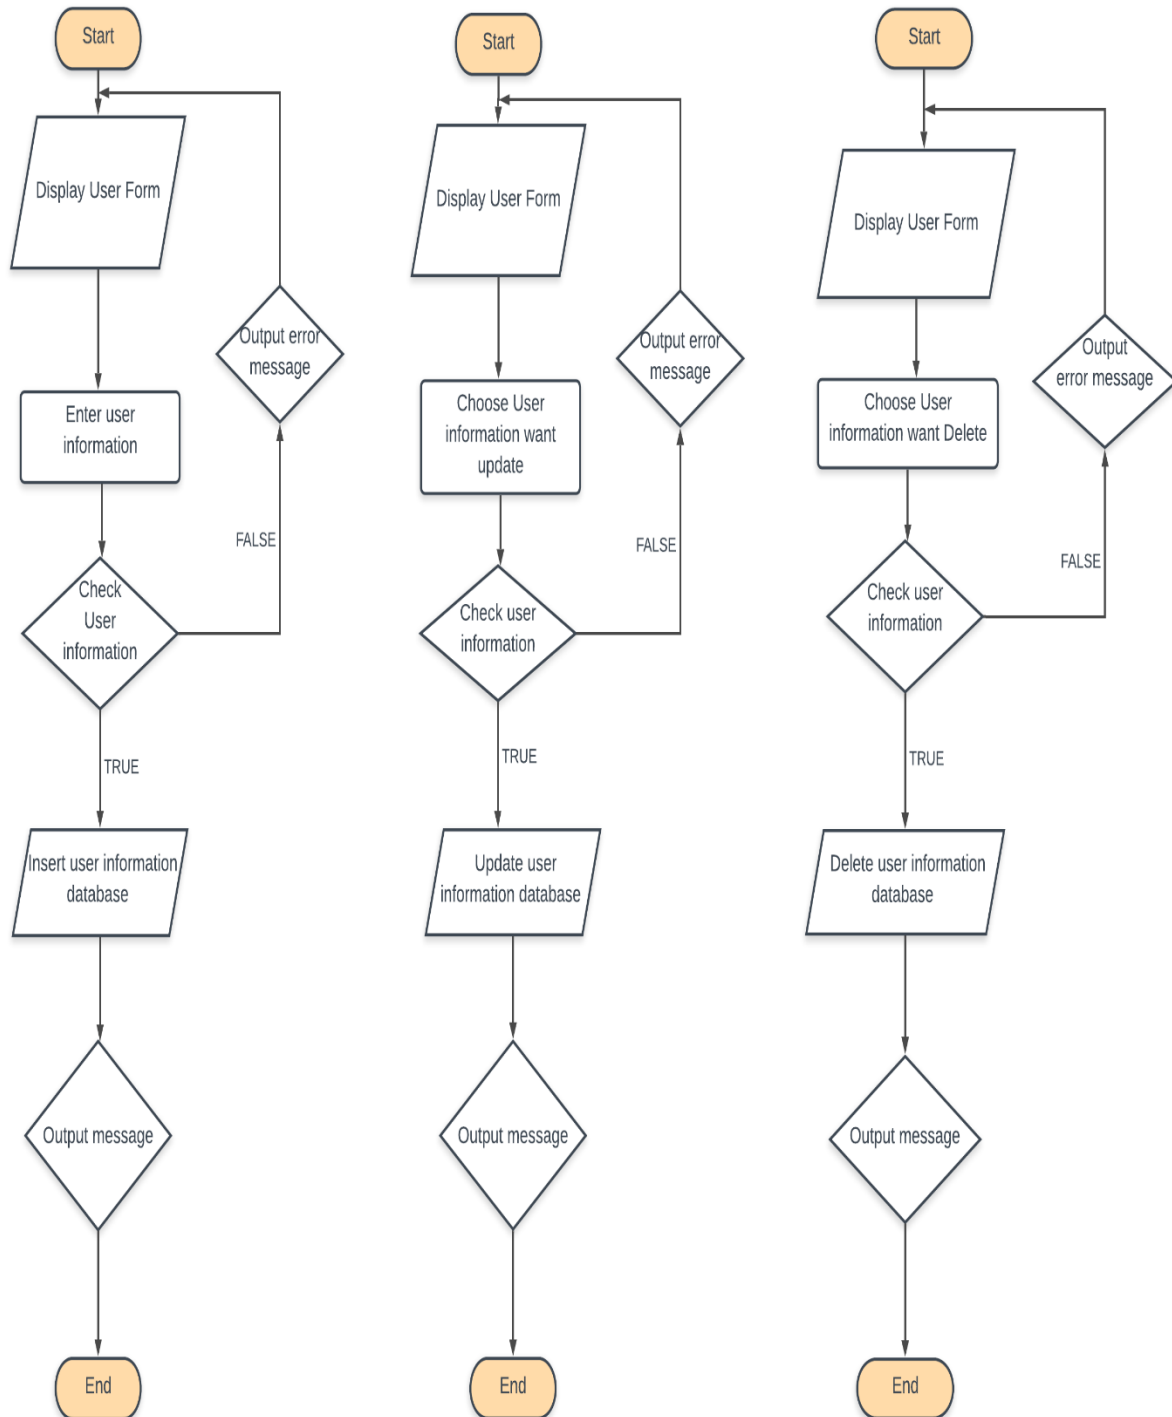 Start
Display User Form
Output error
message
Enter user
information
FALSE
Check
User
information
TRUE
Insert user information
database
Output message
End
Start
Display User Form
Output error
message
Choose User
information want
update
FALSE
Check user
information
TRUE
Update user
information database
Output message
End
Start
Display User Form
Output
error message
Choose User
information want Delete
FALSE
Check user
information
TRUE
Delete user information
database
Output message
End